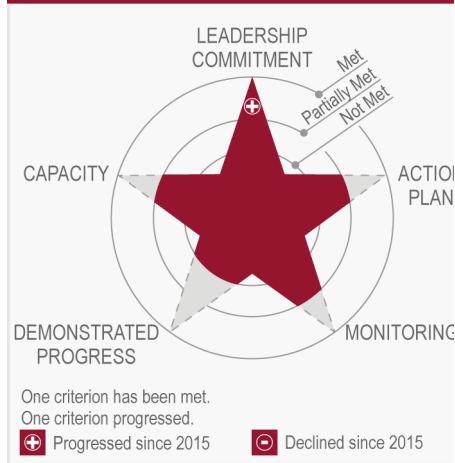 LEADERSHIP
COMMITMENT
Met
Partially Met
Not Met
CAPACITY
ACTION
PLAN
DEMONSTRATED
PROGRESS
MONITORING
One criterion has been met.
One criterion progressed.
Progressed since 2015
Declined since 2015